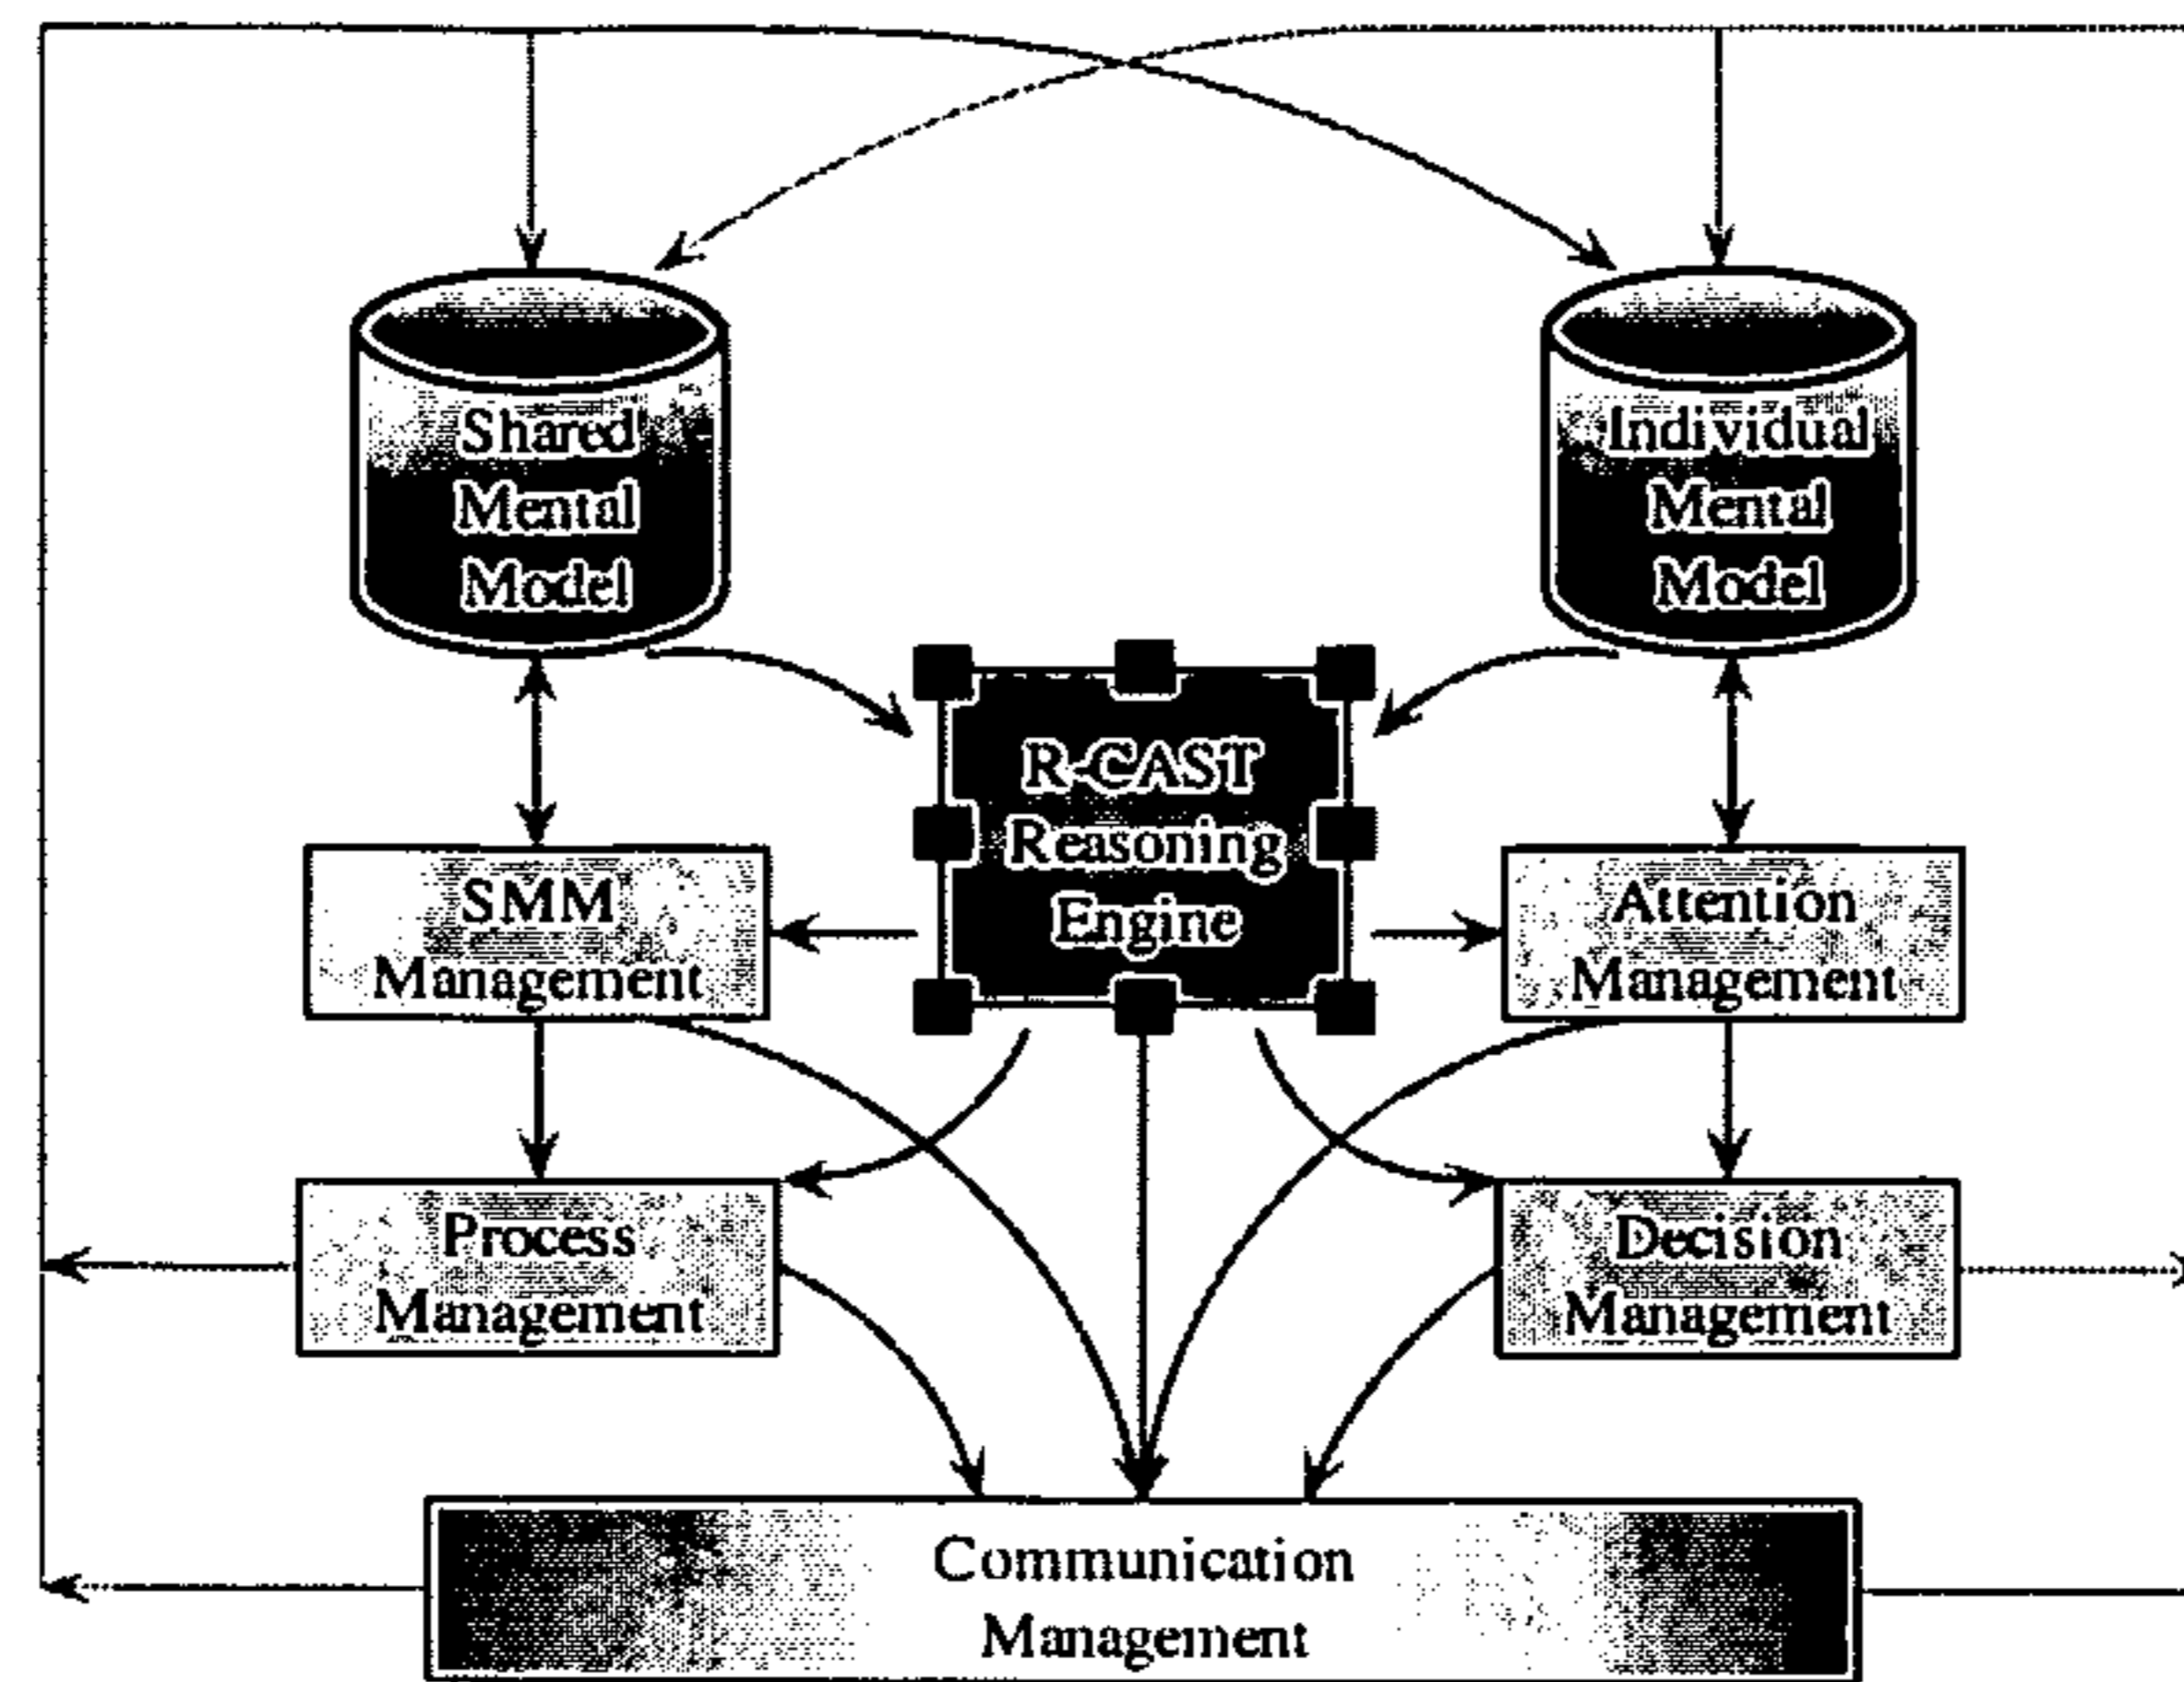 Shared
Mental
Model
Individual
Mental
Model
R-CAST
Reasoning
Engine
SMM
Management
Attention
Management
Process
Management
Decision
Management
Communication
Management